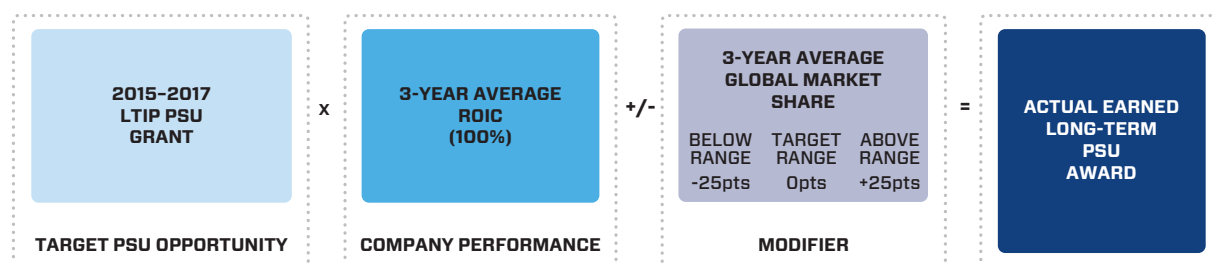 2015–2017
LTIP PSU
GRANT
TARGET PSU OPPORTUNITY
x
3-YEAR AVERAGE
ROIC
(100%)
COMPANY PERFORMANCE
+/-
3-YEAR AVERAGE
GLOBAL MARKET
SHARE
BELOW TARGET ABOVE
RANGE RANGE RANGE
-25pts 0pts +25pts
MODIFIER
=
ACTUAL EARNED
LONG-TERM
PSU
AWARD